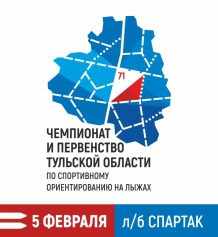 71
ЧЕМПИОНАТ
И ПЕРВЕНСТВО
ТУЛЬСКОЙ ОБЛАСТИ
ПО СПОРТИВНОМУ
ОРИЕНТИРОВАНИЮ НА ЛЫЖАХ
5 ФЕВРАЛЯ л/б СПАРТАК